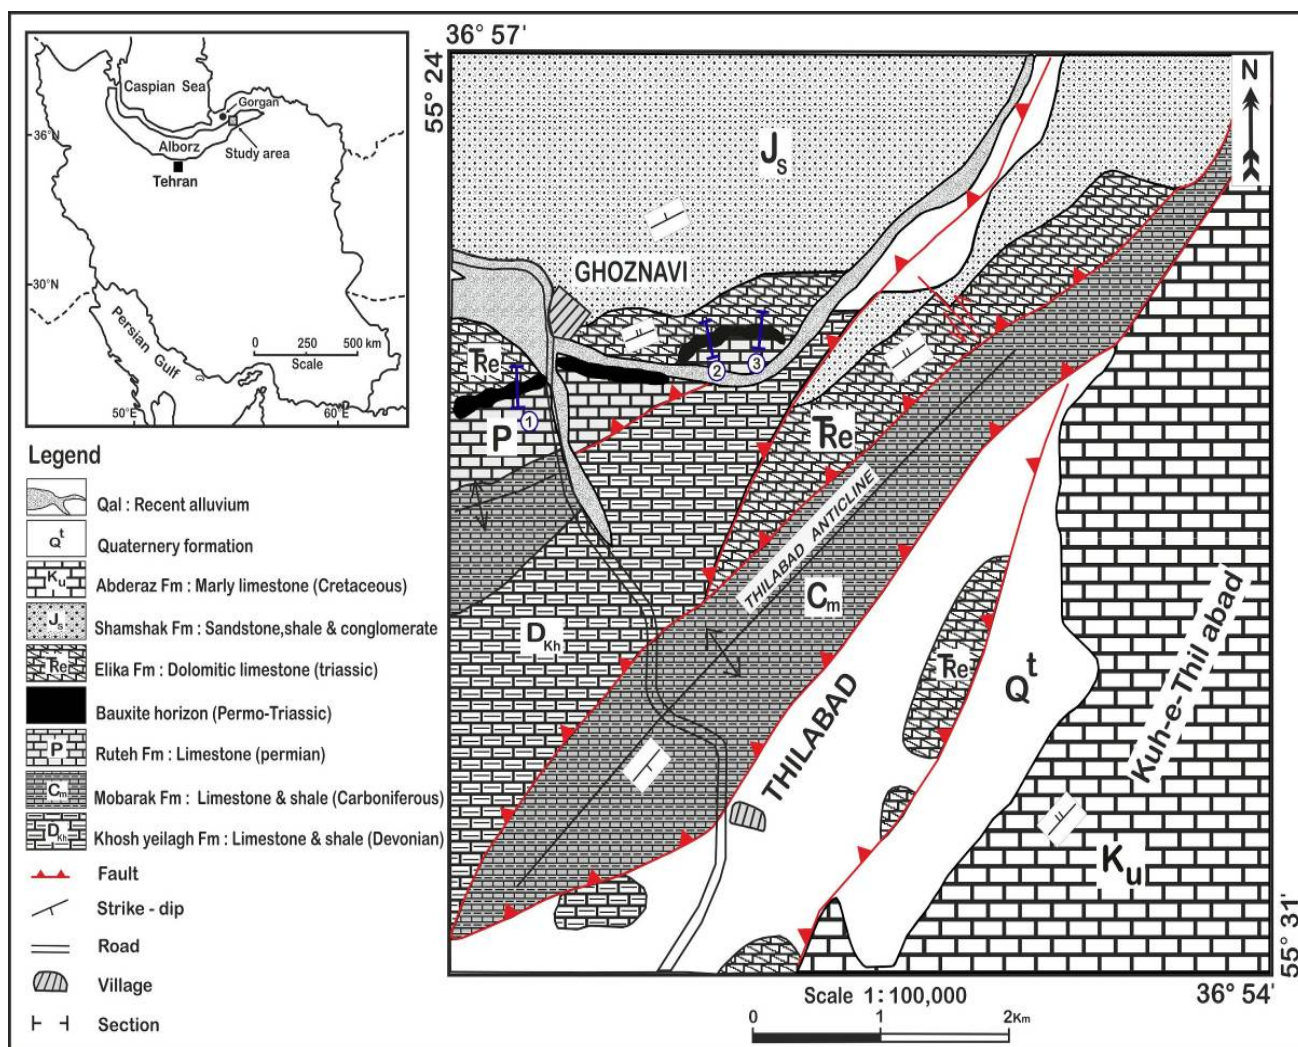 36° 57'
55° 24'
N
Caspian Sea
Gorgan
36°N
Alborz
Study area
Tehran
30°N
Persian Gulf
0 250 500 km
Scale
50°E
60°E
Js
GHOZNAVI
TRe
1
2
3
P
TRe
THILABAD ANTICLINE
Cm
DKh
TRe
Qt
THILABAD
Kuh-e-Thil abad
Ku
55° 31'
36° 54'
Scale 1:100,000
0 1 2Km
Legend
Qal : Recent alluvium
Qt Quaternery formation
Ku Abderaz Fm : Marly limestone (Cretaceous)
Js Shamshak Fm : Sandstone,shale & conglomerate
TRe Elika Fm : Dolomitic limestone (triassic)
Bauxite horizon (Permo-Triassic)
P Ruteh Fm : Limestone (permian)
Cm Mobarak Fm : Limestone & shale (Carboniferous)
DKh Khosh yeilagh Fm : Limestone & shale (Devonian)
Fault
Strike - dip
Road
Village
Section